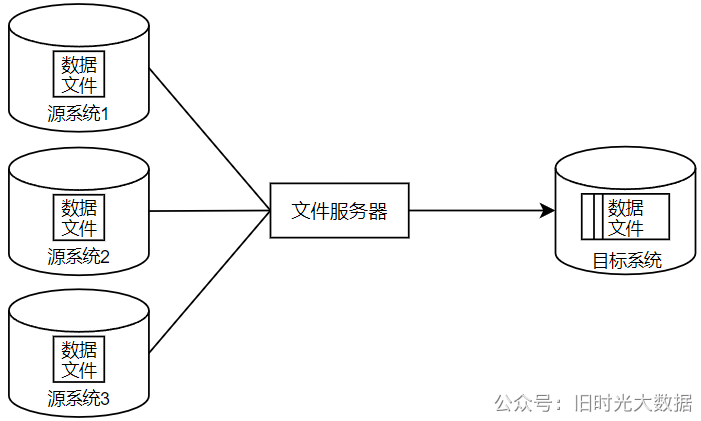 数据
文件
源系统1
数据
文件
源系统2
数据
文件
源系统3
文件服务器
数据
文件
目标系统
公众号：旧时光大数据